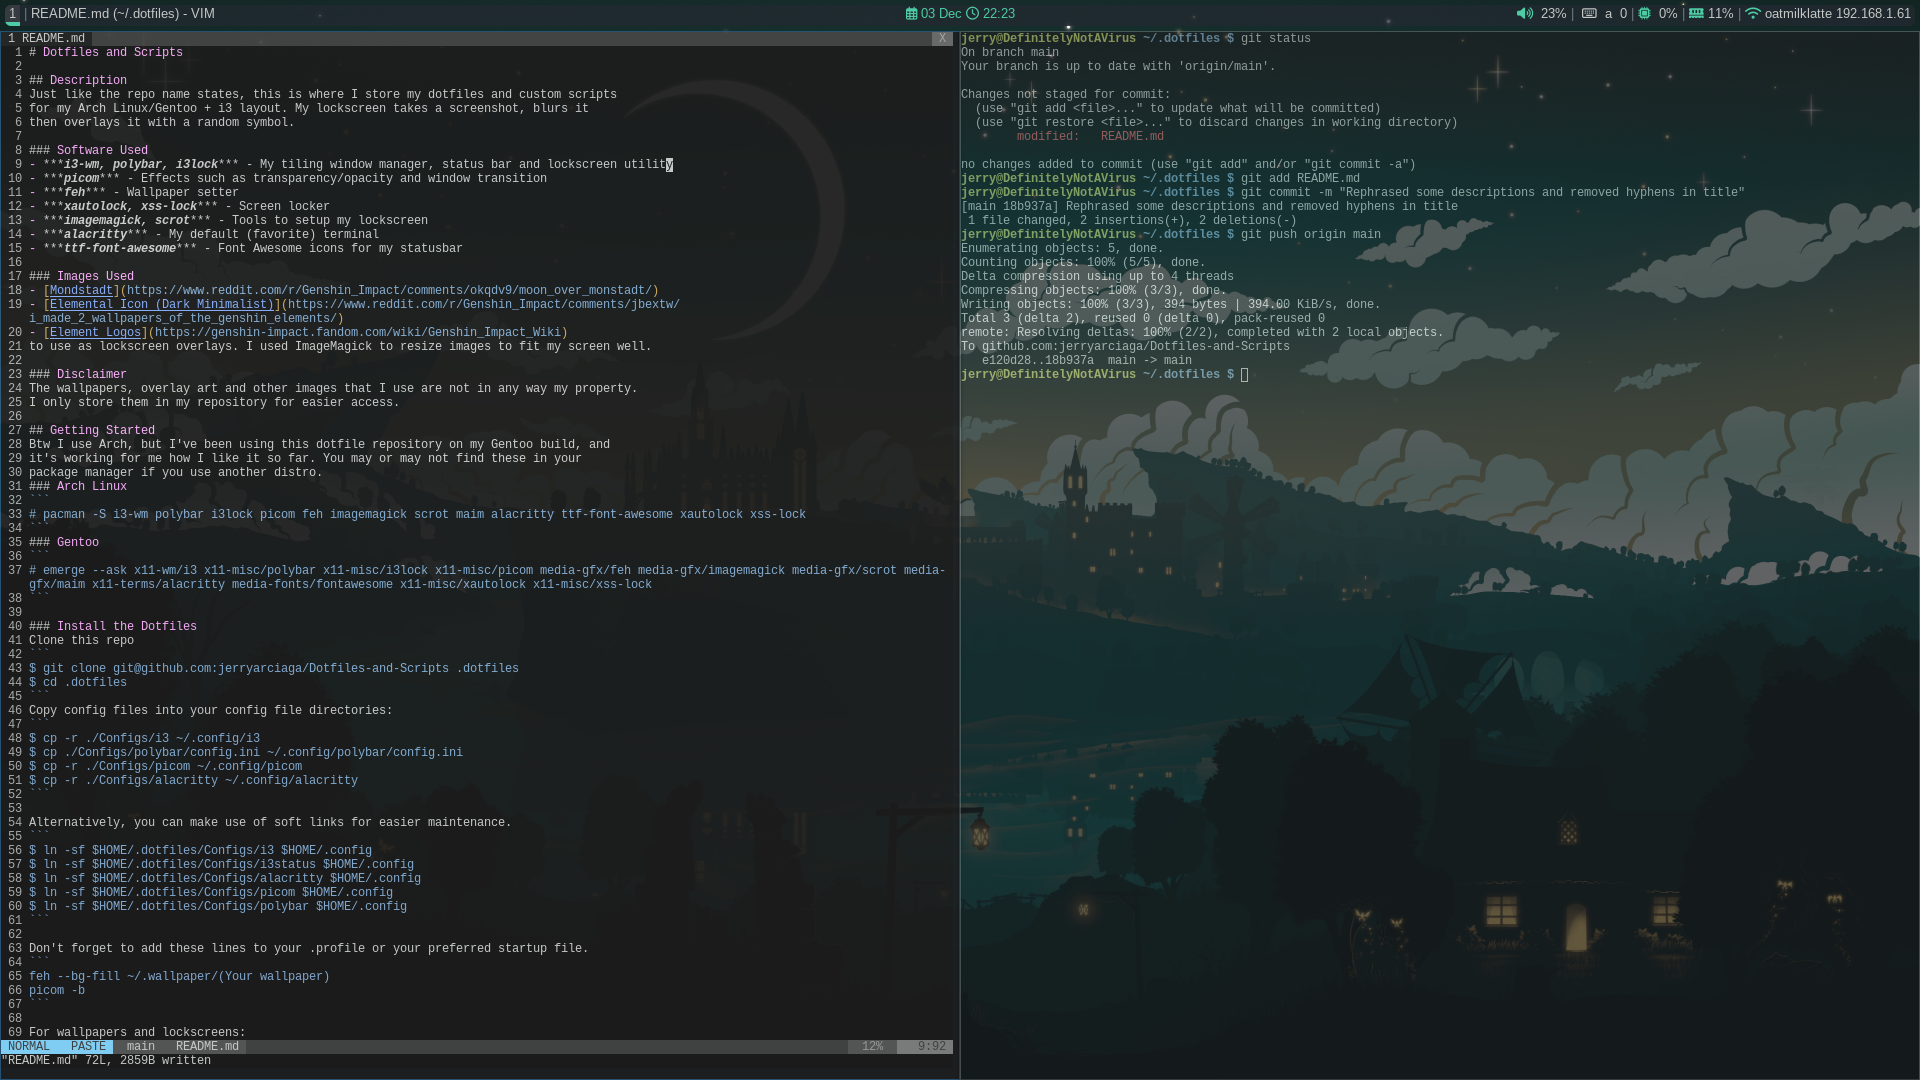 1 | README.md (~/.dotfiles) - VIM
03 Dec 22:23
23% | a 0 | 0% | 11% | oatmilklatte 192.168.1.61
1 README.md X
1 # Dotfiles and Scripts
2
3 ## Description
4 Just like the repo name states, this is where I store my dotfiles and custom scripts
5 for my Arch Linux/Gentoo + i3 layout. My lockscreen takes a screenshot, blurs it
6 then overlays it with a random symbol.
7
8 ### Software Used
9 - ***i3-wm, polybar, i3lock*** - My tiling window manager, status bar and lockscreen utility
10 - ***picom*** - Effects such as transparency/opacity and window transition
11 - ***feh*** - Wallpaper setter
12 - ***xautolock, xss-lock*** - Screen locker
13 - ***imagemagick, scrot*** - Tools to setup my lockscreen
14 - ***alacritty*** - My default (favorite) terminal
15 - ***ttf-font-awesome*** - Font Awesome icons for my statusbar
16
17 ### Images Used
18 - [Mondstadt](https://www.reddit.com/r/Genshin_Impact/comments/okqdv9/moon_over_monstadt/)
19 - [Elemental Icon (Dark Minimalist)](https://www.reddit.com/r/Genshin_Impact/comments/jbextw/
i_made_2_wallpapers_of_the_genshin_elements/)
20 - [Element Logos](https://genshin-impact.fandom.com/wiki/Genshin_Impact_Wiki)
21 to use as lockscreen overlays. I used ImageMagick to resize images to fit my screen well.
22
23 ### Disclaimer
24 The wallpapers, overlay art and other images that I use are not in any way my property.
25 I only store them in my repository for easier access.
26
27 ## Getting Started
28 Btw I use Arch, but I've been using this dotfile repository on my Gentoo build, and
29 it's working for me how I like it so far. You may or may not find these in your
30 package manager if you use another distro.
31 ### Arch Linux
32 ```
33 # pacman -S i3-wm polybar i3lock picom feh imagemagick scrot maim alacritty ttf-font-awesome xautolock xss-lock
34 ```
35 ### Gentoo
36 ```
37 # emerge --ask x11-wm/i3 x11-misc/polybar x11-misc/i3lock x11-misc/picom media-gfx/feh media-gfx/imagemagick media-gfx/scrot media-
gfx/maim x11-terms/alacritty media-fonts/fontawesome x11-misc/xautolock x11-misc/xss-lock
38 ```
39
40 ### Install the Dotfiles
41 Clone this repo
42 ```
43 $ git clone git@github.com:jerryarciaga/Dotfiles-and-Scripts .dotfiles
44 $ cd .dotfiles
45 ```
46 Copy config files into your config file directories:
47 ```
48 $ cp -r ./Configs/i3 ~/.config/i3
49 $ cp ./Configs/polybar/config.ini ~/.config/polybar/config.ini
50 $ cp -r ./Configs/picom ~/.config/picom
51 $ cp -r ./Configs/alacritty ~/.config/alacritty
52 ```
53
54 Alternatively, you can make use of soft links for easier maintenance.
55 ```
56 $ ln -sf $HOME/.dotfiles/Configs/i3 $HOME/.config
57 $ ln -sf $HOME/.dotfiles/Configs/i3status $HOME/.config
58 $ ln -sf $HOME/.dotfiles/Configs/alacritty $HOME/.config
59 $ ln -sf $HOME/.dotfiles/Configs/picom $HOME/.config
60 $ ln -sf $HOME/.dotfiles/Configs/polybar $HOME/.config
61 ```
62
63 Don't forget to add these lines to your .profile or your preferred startup file.
64 ```
65 feh --bg-fill ~/.wallpaper/(Your wallpaper)
66 picom -b
67 ```
68
69 For wallpapers and lockscreens:
NORMAL PASTE main README.md 12% 9:92
"README.md" 72L, 2859B written
jerry@DefinitelyNotAVirus ~/.dotfiles $ git status
On branch main
Your branch is up to date with 'origin/main'.

Changes not staged for commit:
  (use "git add <file>..." to update what will be committed)
  (use "git restore <file>..." to discard changes in working directory)
        modified:   README.md

no changes added to commit (use "git add" and/or "git commit -a")
jerry@DefinitelyNotAVirus ~/.dotfiles $ git add README.md
jerry@DefinitelyNotAVirus ~/.dotfiles $ git commit -m "Rephrased some descriptions and removed hyphens in title"
[main 18b937a] Rephrased some descriptions and removed hyphens in title
 1 file changed, 2 insertions(+), 2 deletions(-)
jerry@DefinitelyNotAVirus ~/.dotfiles $ git push origin main
Enumerating objects: 5, done.
Counting objects: 100% (5/5), done.
Delta compression using up to 4 threads
Compressing objects: 100% (3/3), done.
Writing objects: 100% (3/3), 394 bytes | 394.00 KiB/s, done.
Total 3 (delta 2), reused 0 (delta 0), pack-reused 0
remote: Resolving deltas: 100% (2/2), completed with 2 local objects.
To github.com:jerryarciaga/Dotfiles-and-Scripts
   e120d28..18b937a  main -> main
jerry@DefinitelyNotAVirus ~/.dotfiles $